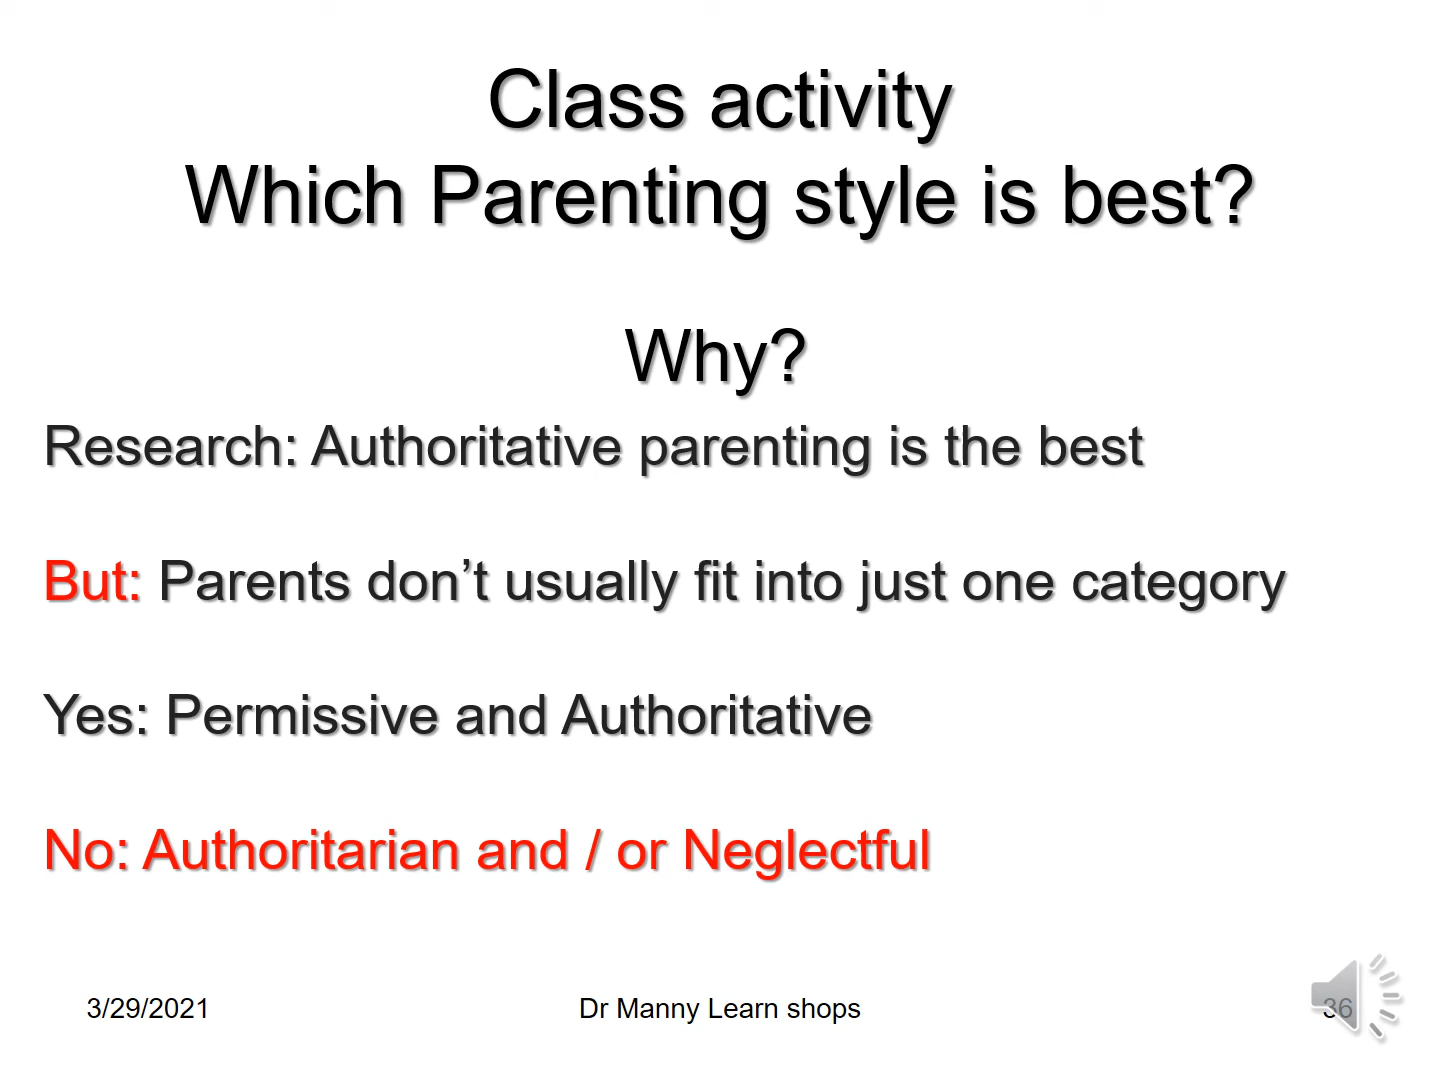 Class activity
Which Parenting style is best?
Why?
Research: Authoritative parenting is the best
But: Parents don’t usually fit into just one category
Yes: Permissive and Authoritative
No: Authoritarian and / or Neglectful
3/29/2021
Dr Manny Learn shops
36